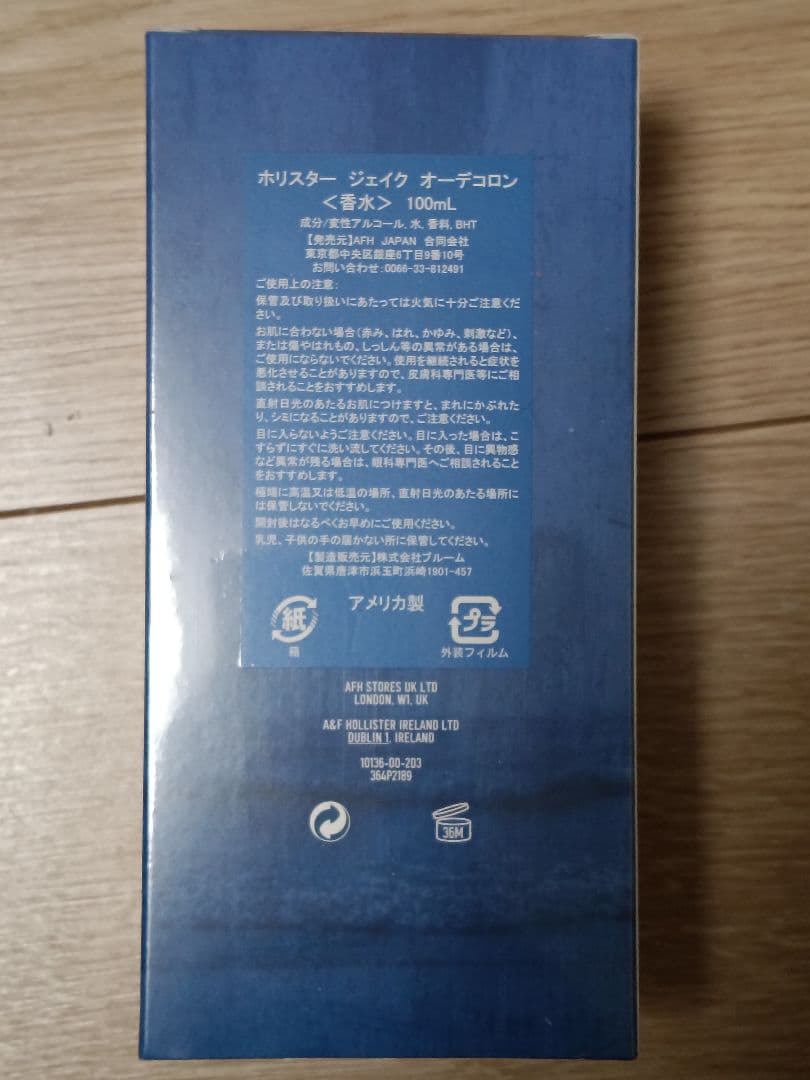 ホリスター ジェイク オーデコロン
＜香水＞ 100mL
成分/変性アルコール, 水, 香料, BHT
【発売元】AFH JAPAN 合同会社
東京都中央区銀座6丁目9番10号
お問い合わせ：0066-33-812491
ご使用上の注意：
保管及び取り扱いにあたっては火気に十分ご注意くだ
さい。
お肌に合わない場合（赤み、はれ、かゆみ、刺激など）、
または傷やはれもの、しっしん等の異常がある場合は、
ご使用にならないでください。使用を継続されると症状を
悪化させることがありますので、皮膚科専門医等にご相
談されることをおすすめします。
直射日光のあたるお肌につけますと、まれにかぶれた
り、シミになることがありますので、ご注意ください。
目に入らないようご注意ください。目に入った場合は、こ
すらずにすぐに洗い流してください。その後、目に異物感
など異常が残る場合は、眼科専門医へご相談されること
をおすすめします。
極端に高温又は低温の場所、直射日光のあたる場所に
は保管しないでください。
開封後はなるべくお早めにご使用ください。
乳児、子供の手の届かない所に保管してください。
【製造販売元】株式会社ブルーム
佐賀県唐津市浜玉町浜崎1901-457
紙
箱
アメリカ製
プラ
外装フィルム
AFH STORES UK LTD
LONDON, W1, UK
A&F HOLLISTER IRELAND LTD
DUBLIN 1, IRELAND
10136-00-203
364P2189
36M